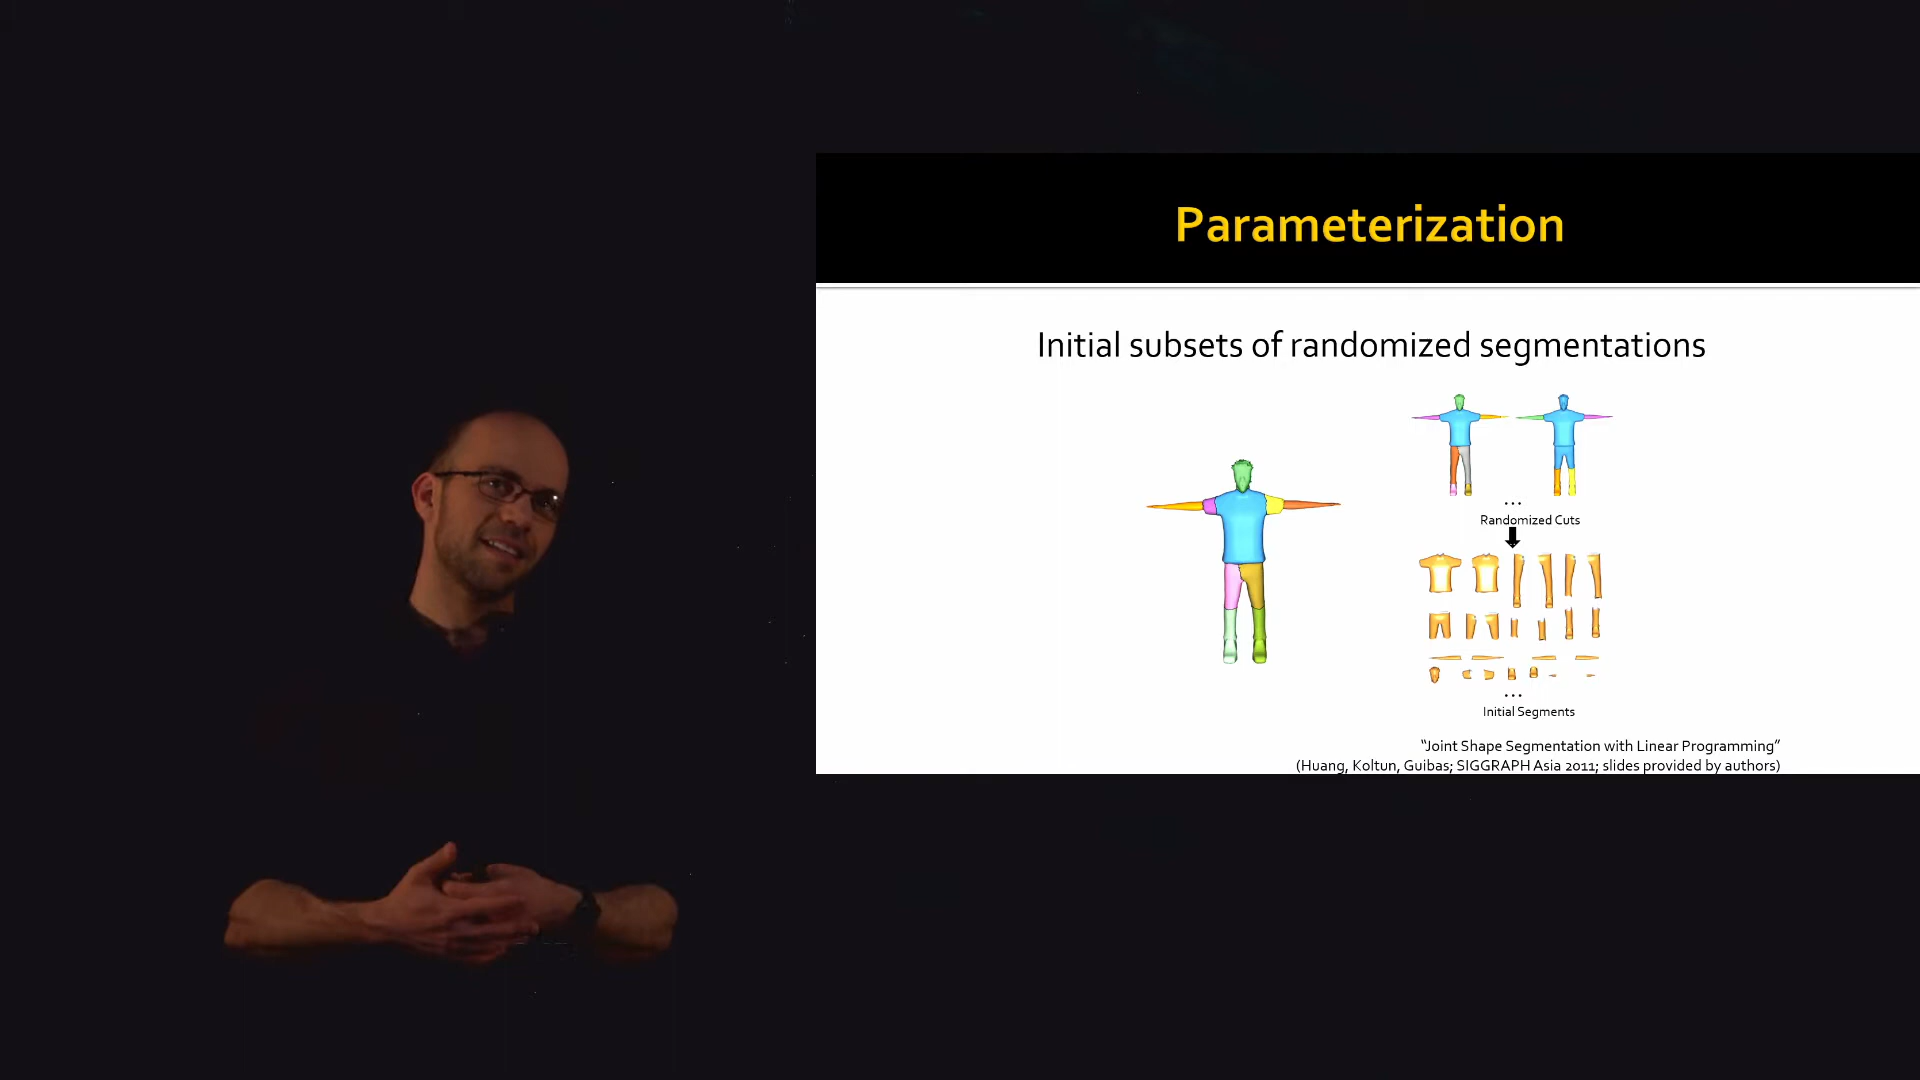 Parameterization
Initial subsets of randomized segmentations
...
Randomized Cuts
...
Initial Segments
“Joint Shape Segmentation with Linear Programming”
(Huang, Koltun, Guibas; SIGGRAPH Asia 2011; slides provided by authors)